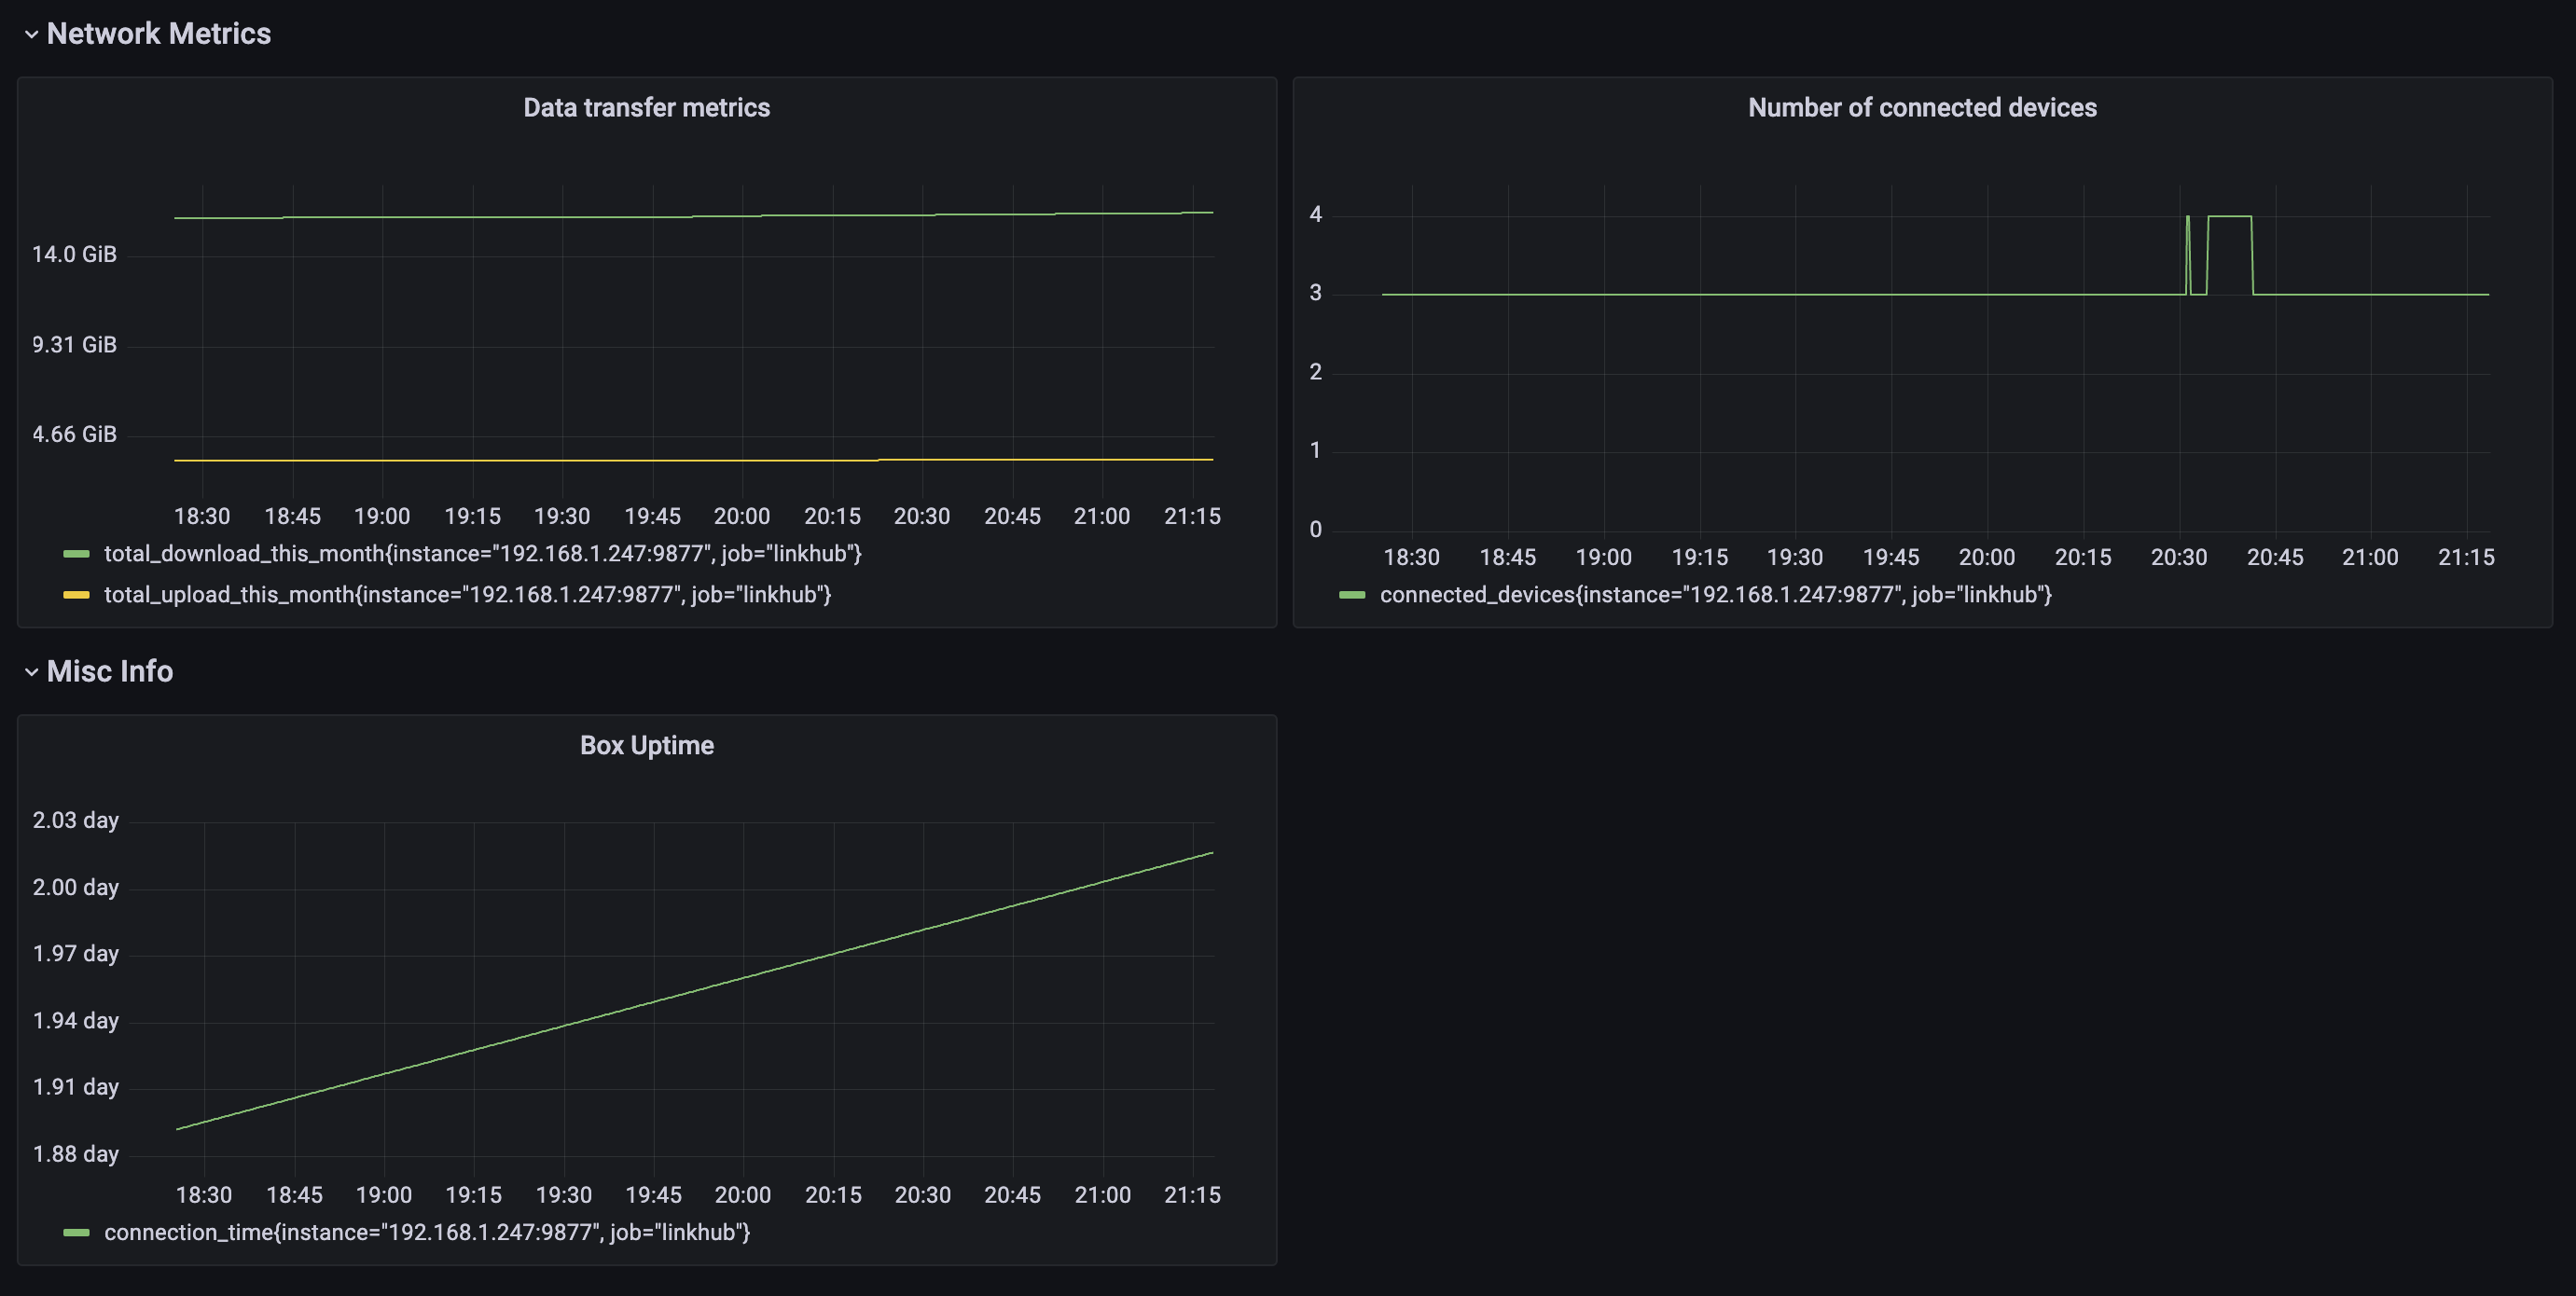 Network Metrics
Data transfer metrics
14.0 GiB
9.31 GiB
4.66 GiB
18:30 18:45 19:00 19:15 19:30 19:45 20:00 20:15 20:30 20:45 21:00 21:15
total_download_this_month{instance="192.168.1.247:9877", job="linkhub"}
total_upload_this_month{instance="192.168.1.247:9877", job="linkhub"}
Number of connected devices
4
3
2
1
0
18:30 18:45 19:00 19:15 19:30 19:45 20:00 20:15 20:30 20:45 21:00 21:15
connected_devices{instance="192.168.1.247:9877", job="linkhub"}
Misc Info
Box Uptime
2.03 day
2.00 day
1.97 day
1.94 day
1.91 day
1.88 day
18:30 18:45 19:00 19:15 19:30 19:45 20:00 20:15 20:30 20:45 21:00 21:15
connection_time{instance="192.168.1.247:9877", job="linkhub"}